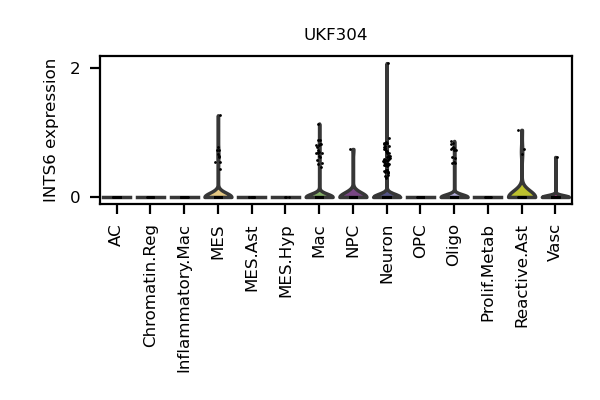 UKF304
INTS6 expression
2
0
AC
Chromatin.Reg
Inflammatory.Mac
MES
MES.Ast
MES.Hyp
Mac
NPC
Neuron
OPC
Oligo
Prolif.Metab
Reactive.Ast
Vasc